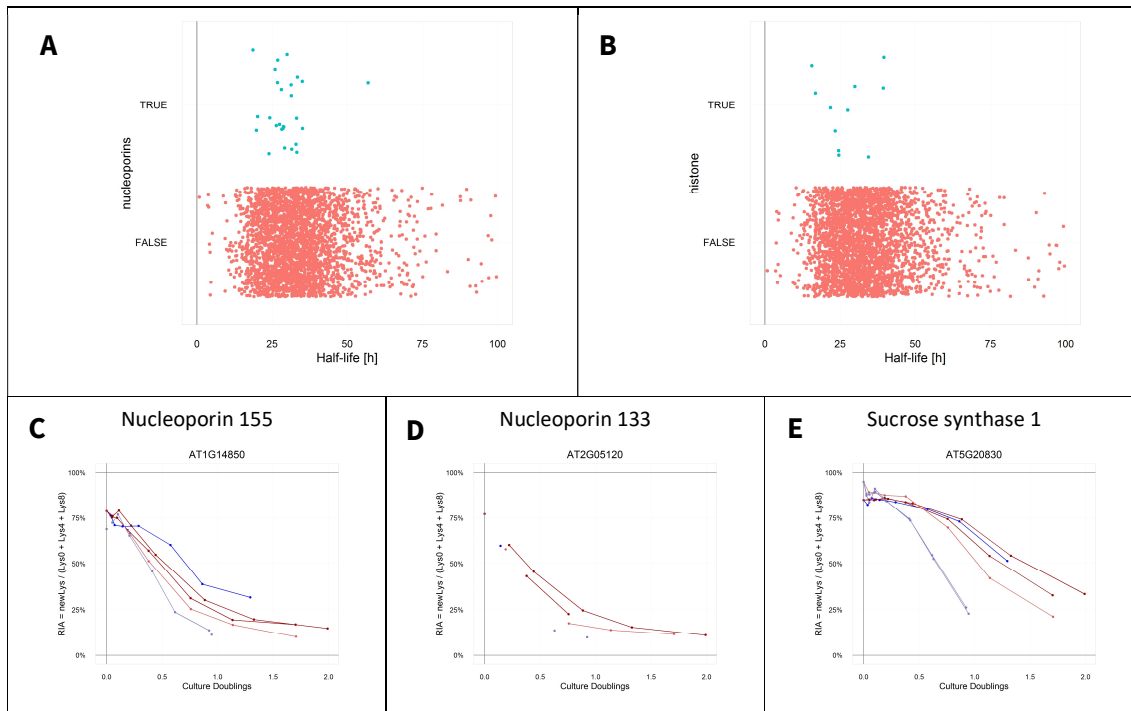 A
TRUE
FALSE
nucleoporins
0 25 50 75 100
Half-life [h]
B
TRUE
FALSE
histone
0 25 50 75 100
Half-life [h]
C
Nucleoporin 155
AT1G14850
100%
75%
50%
25%
0%
RIA = newLys / (Lys0 + Lys4 + Lys8)
0.0 0.5 1.0 1.5 2.0
Culture Doublings
D
Nucleoporin 133
AT2G05120
100%
75%
50%
25%
0%
RIA = newLys / (Lys0 + Lys4 + Lys8)
0.0 0.5 1.0 1.5 2.0
Culture Doublings
E
Sucrose synthase 1
AT5G20830
100%
75%
50%
25%
0%
RIA = newLys / (Lys0 + Lys4 + Lys8)
0.0 0.5 1.0 1.5 2.0
Culture Doublings